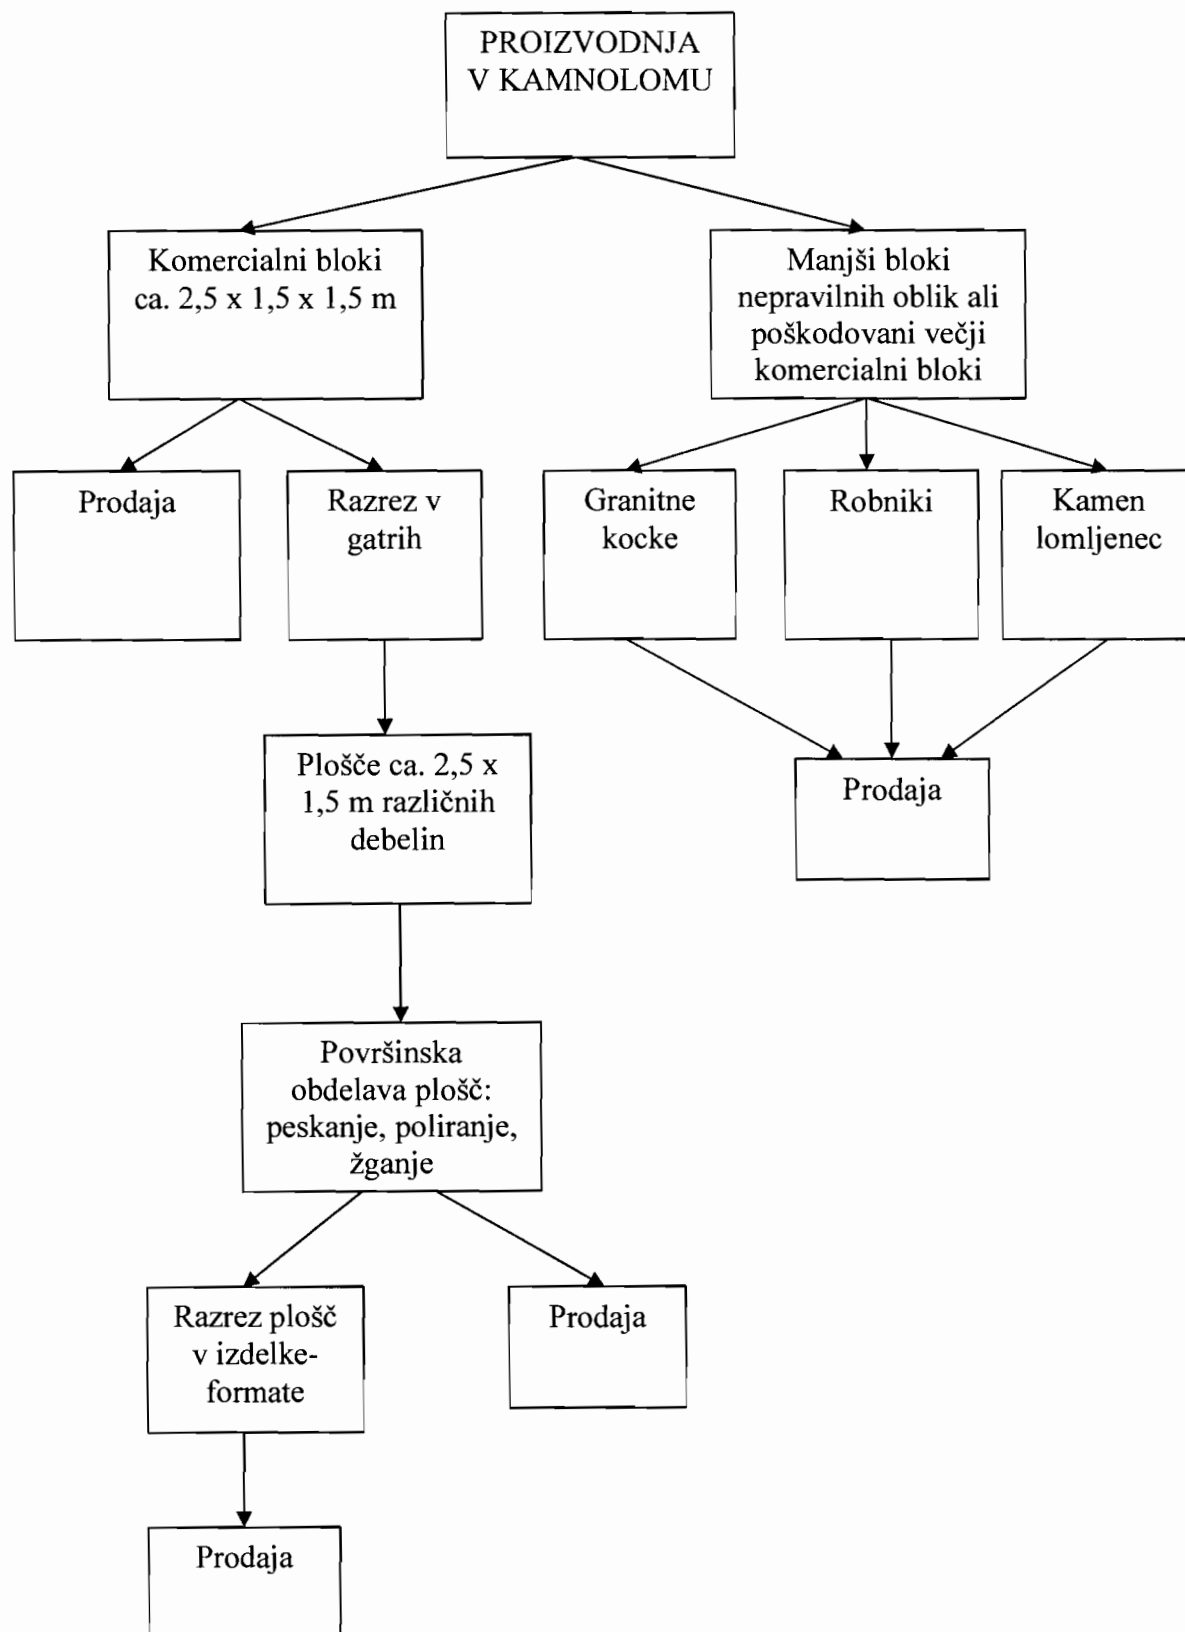 PROIZVODNJA
V KAMNOLOMU
Komercialni bloki
ca. 2,5 x 1,5 x 1,5 m
Manjši bloki
nepravilnih oblik ali
poškodovani večji
komercialni bloki
Prodaja
Razrez v
gatrih
Granitne
kocke
Robniki
Kamen
lomljenec
Plošče ca. 2,5 x
1,5 m različnih
debelin
Prodaja
Površinska
obdelava plošč:
peskanje, poliranje,
žganje
Razrez plošč
v izdelke-
formate
Prodaja
Prodaja